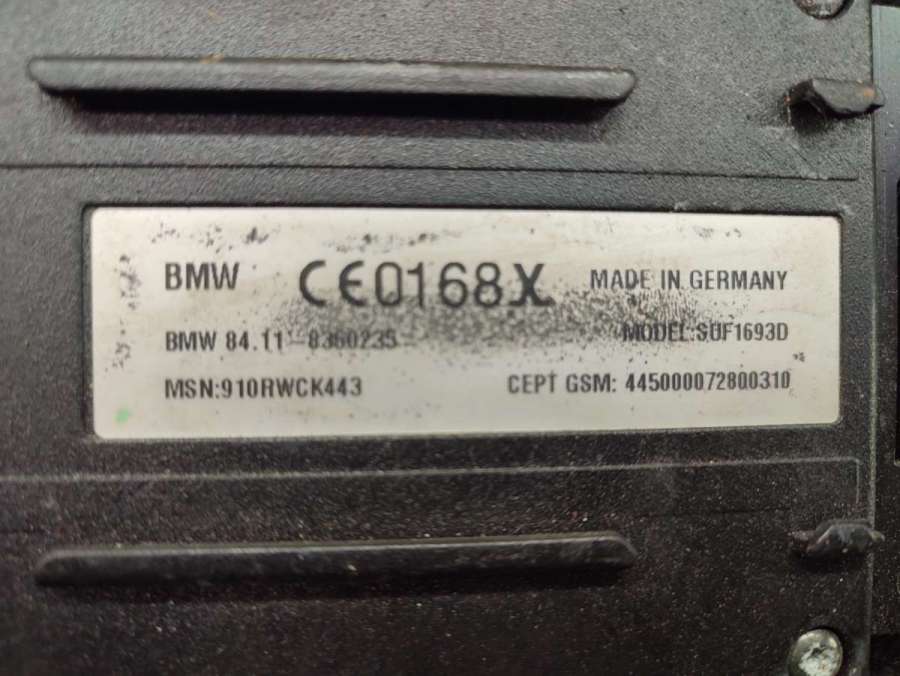 BMW CE0168X MADE IN GERMANY
BMW 84.11 - 8360235 MODEL:SUF1693D
MSN:910RWCK443 CEPT GSM: 445000072800310